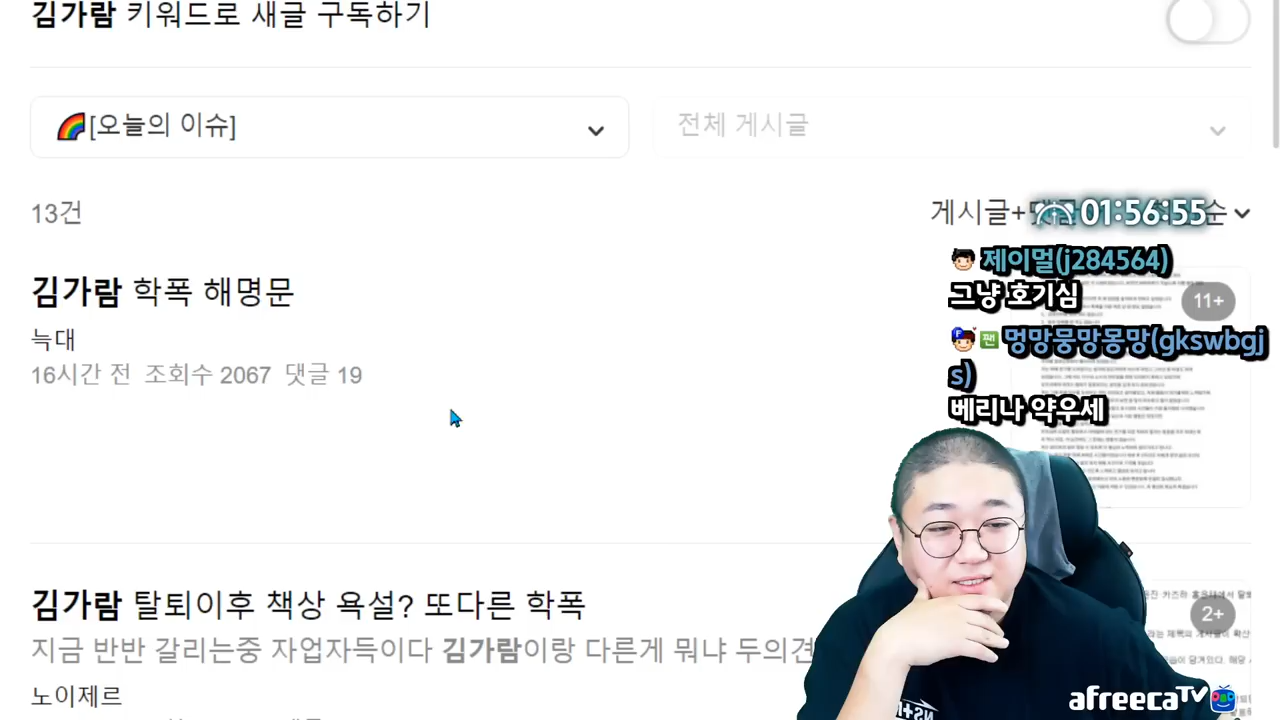 김가람 키워드로 새글 구독하기
🌈[오늘의 이슈]
전체 게시글
13건
게시글+
순
01:56:55
제이멀(j284564)
그냥 호기심
11+
팬 멍망뭉망몽망(gkswbgj
s)
베리나 약우세
김가람 학폭 해명문
늑대
16시간 전 조회수 2067 댓글 19
김가람 탈퇴이후 책상 욕설? 또다른 학폭
2+
지금 반반 갈리는중 자업자득이다 김가람이랑 다른게 뭐냐 두의견
노이제르
afreecaTV